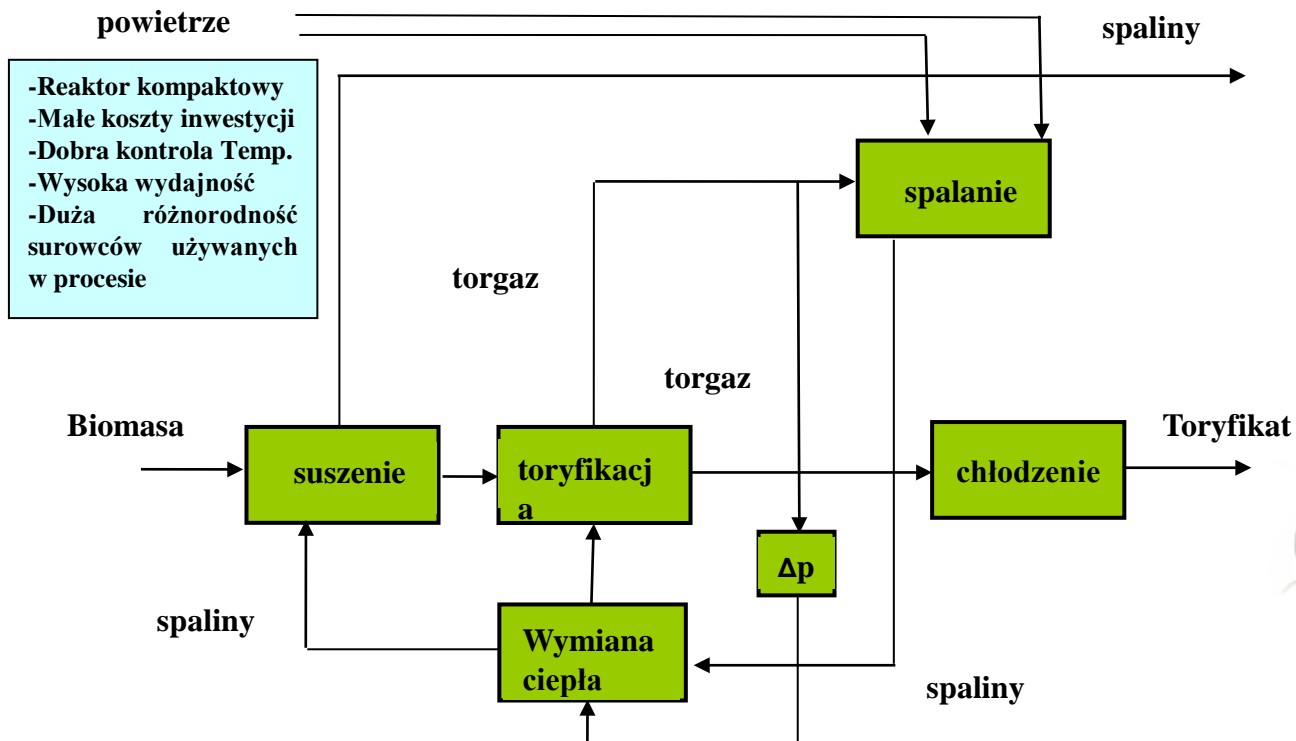 powietrze
spaliny
-Reaktor kompaktowy
-Małe koszty inwestycji
-Dobra kontrola Temp.
-Wysoka wydajność
-Duża różnorodność
surowców używanych
w procesie
spalanie
torgaz
torgaz
Biomasa
Toryfikat
suszenie
toryfikacj
a
chłodzenie
Δp
spaliny
Wymiana
ciepła
spaliny